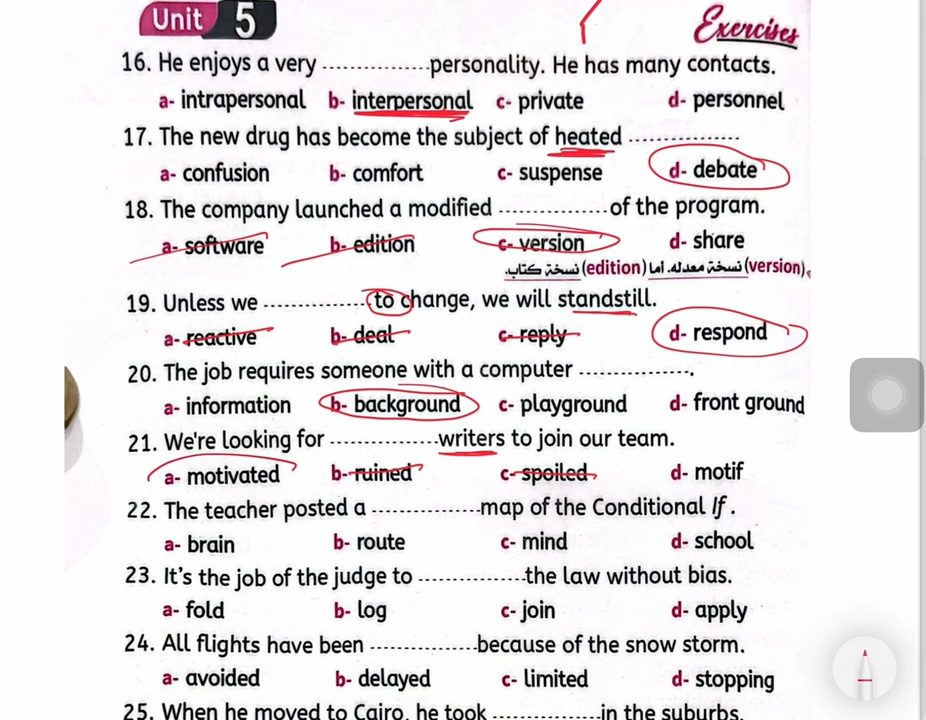 Unit 5
Exercises
16. He enjoys a very ............... personality. He has many contacts.
a- intrapersonal b- interpersonal c- private d- personnel
17. The new drug has become the subject of heated ...............
a- confusion b- comfort c- suspense d- debate
18. The company launched a modified ............... of the program.
a- software b- edition c- version d- share
(version) نسخة معدله. أما (edition) نسخة كتاب.
19. Unless we ............... to change, we will standstill.
a- reactive b- deal c- reply d- respond
20. The job requires someone with a computer ...............
a- information b- background c- playground d- front ground
21. We're looking for ............... writers to join our team.
a- motivated b- ruined c- spoiled d- motif
22. The teacher posted a ............... map of the Conditional If.
a- brain b- route c- mind d- school
23. It's the job of the judge to ............... the law without bias.
a- fold b- log c- join d- apply
24. All flights have been ............... because of the snow storm.
a- avoided b- delayed c- limited d- stopping
25. When he moved to Cairo, he took ............... in the suburbs.